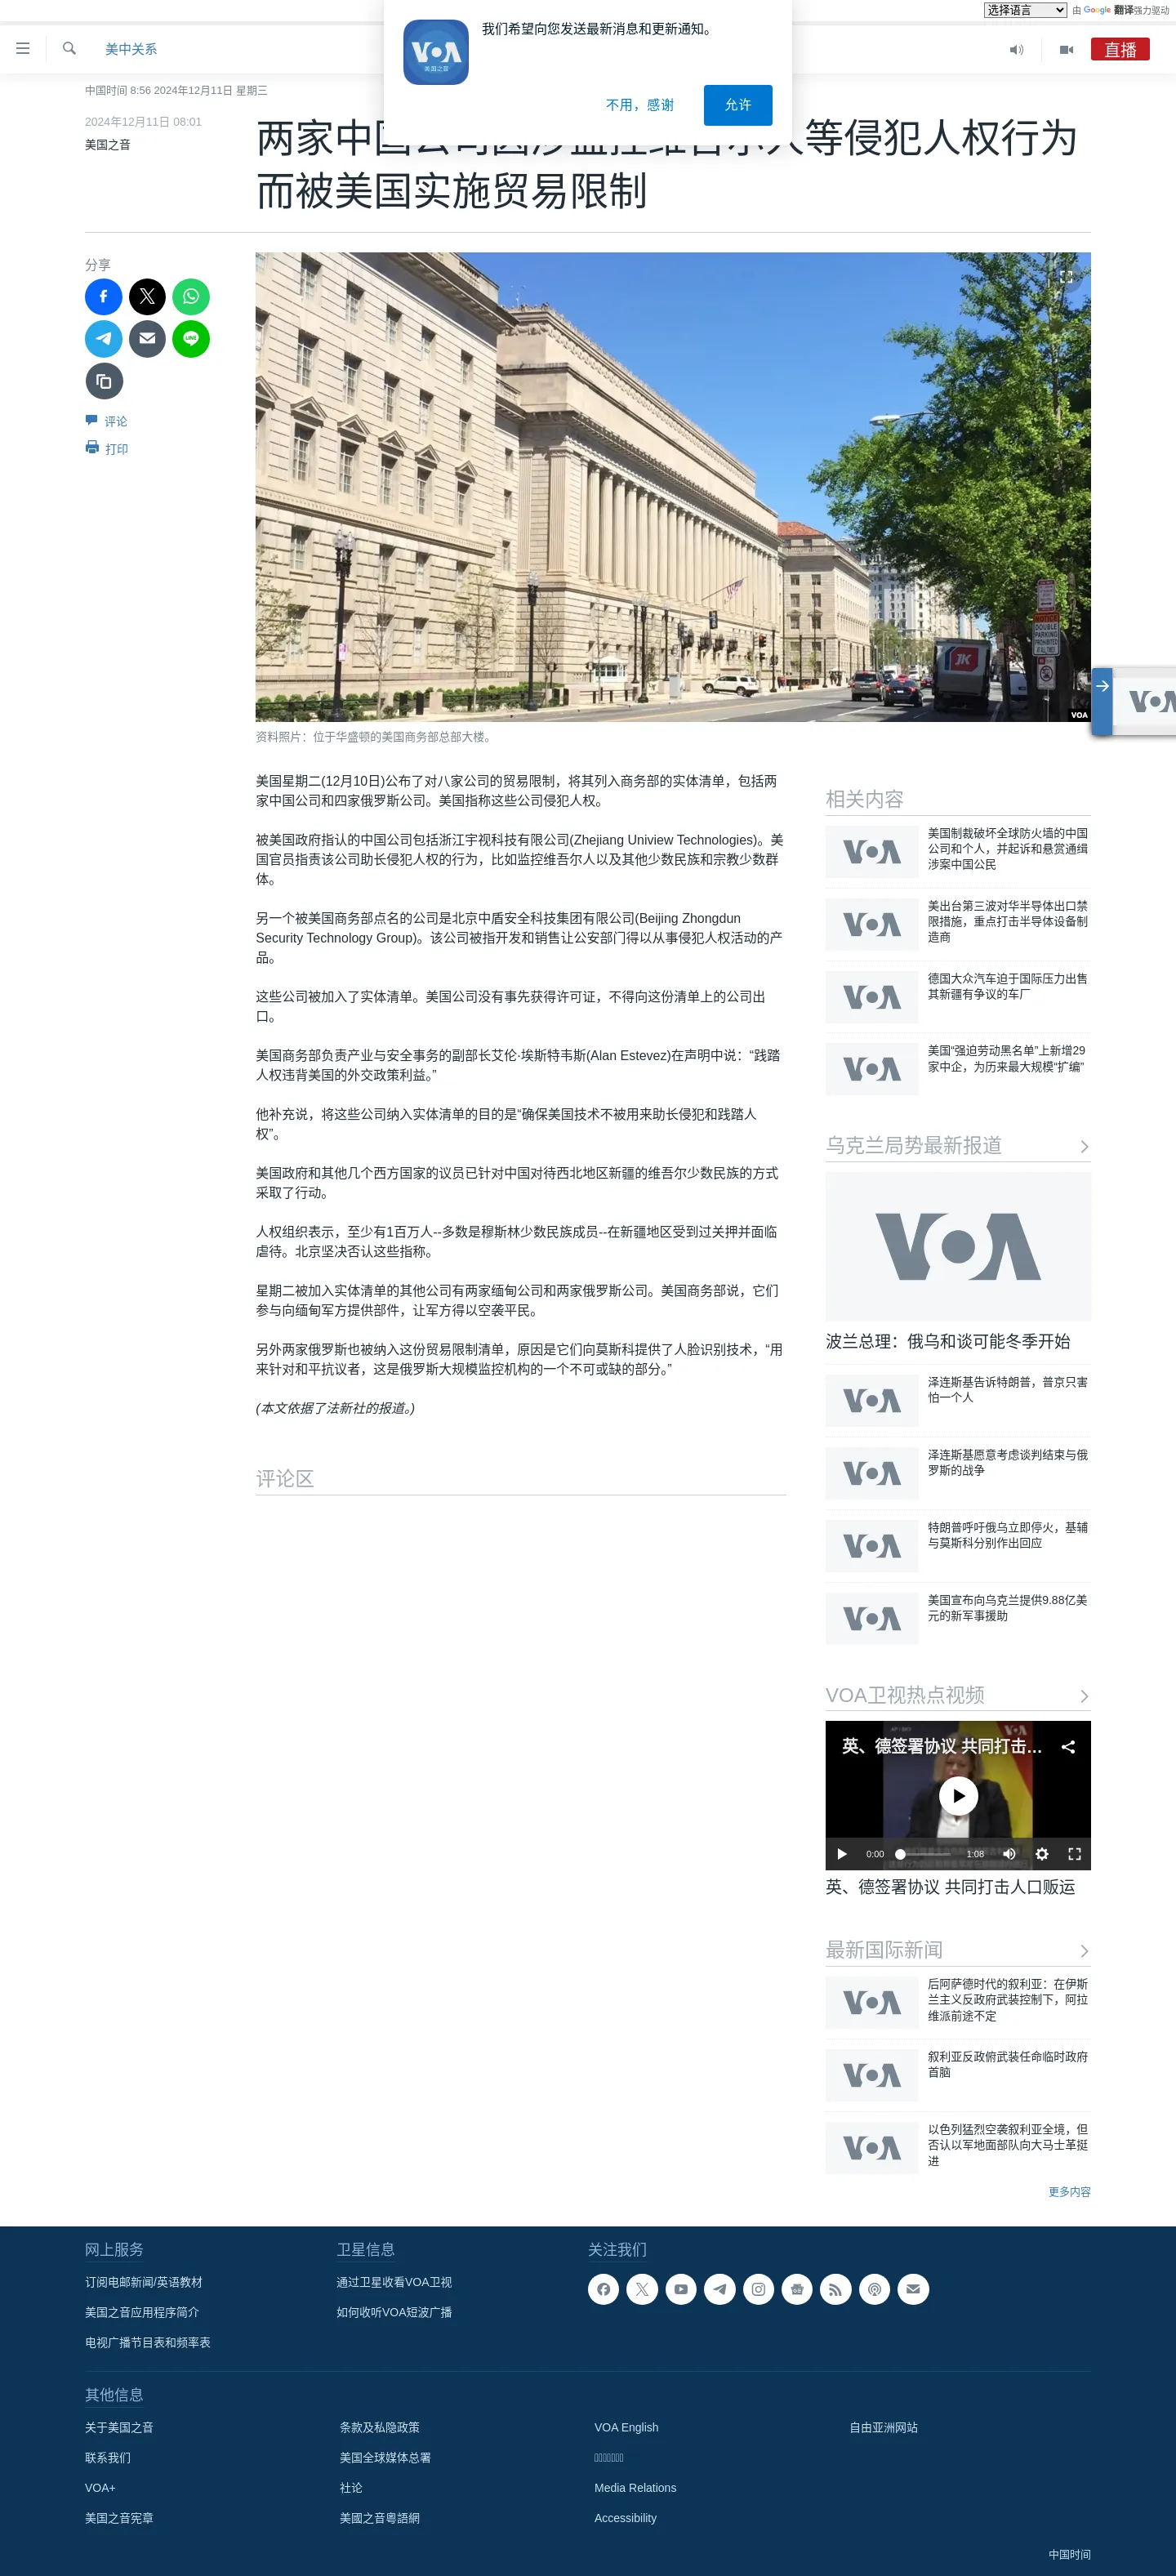 选择语言 由 Google 翻译强力驱动
我们希望向您发送最新消息和更新通知。
美国之音
不用，感谢
允许
美中关系
直播
中国时间 8:56 2024年12月11日 星期三
2024年12月11日 08:01
美国之音
两家中国公司因涉监控维吾尔人等侵犯人权行为
而被美国实施贸易限制
分享
评论
打印
JK
DOUBLE PARKING PROHIBITED
VOA
资料照片：位于华盛顿的美国商务部总部大楼。
美国星期二(12月10日)公布了对八家公司的贸易限制，将其列入商务部的实体清单，包括两
家中国公司和四家俄罗斯公司。美国指称这些公司侵犯人权。
被美国政府指认的中国公司包括浙江宇视科技有限公司(Zhejiang Uniview Technologies)。美
国官员指责该公司助长侵犯人权的行为，比如监控维吾尔人以及其他少数民族和宗教少数群
体。
另一个被美国商务部点名的公司是北京中盾安全科技集团有限公司(Beijing Zhongdun
Security Technology Group)。该公司被指开发和销售让公安部门得以从事侵犯人权活动的产
品。
这些公司被加入了实体清单。美国公司没有事先获得许可证，不得向这份清单上的公司出
口。
美国商务部负责产业与安全事务的副部长艾伦·埃斯特韦斯(Alan Estevez)在声明中说：“践踏
人权违背美国的外交政策利益。”
他补充说，将这些公司纳入实体清单的目的是“确保美国技术不被用来助长侵犯和践踏人
权”。
美国政府和其他几个西方国家的议员已针对中国对待西北地区新疆的维吾尔少数民族的方式
采取了行动。
人权组织表示，至少有1百万人--多数是穆斯林少数民族成员--在新疆地区受到过关押并面临
虐待。北京坚决否认这些指称。
星期二被加入实体清单的其他公司有两家缅甸公司和两家俄罗斯公司。美国商务部说，它们
参与向缅甸军方提供部件，让军方得以空袭平民。
另外两家俄罗斯也被纳入这份贸易限制清单，原因是它们向莫斯科提供了人脸识别技术，“用
来针对和平抗议者，这是俄罗斯大规模监控机构的一个不可或缺的部分。”
(本文依据了法新社的报道。)
评论区
相关内容
美国制裁破坏全球防火墙的中国
公司和个人，并起诉和悬赏通缉
涉案中国公民
美出台第三波对华半导体出口禁
限措施，重点打击半导体设备制
造商
德国大众汽车迫于国际压力出售
其新疆有争议的车厂
美国“强迫劳动黑名单”上新增29
家中企，为历来最大规模“扩编”
乌克兰局势最新报道
VOA
波兰总理：俄乌和谈可能冬季开始
泽连斯基告诉特朗普，普京只害
怕一个人
泽连斯基愿意考虑谈判结束与俄
罗斯的战争
特朗普呼吁俄乌立即停火，基辅
与莫斯科分别作出回应
美国宣布向乌克兰提供9.88亿美
元的新军事援助
VOA卫视热点视频
英、德签署协议 共同打击...
0:00
1:08
英、德签署协议 共同打击人口贩运
最新国际新闻
后阿萨德时代的叙利亚：在伊斯
兰主义反政府武装控制下，阿拉
维派前途不定
叙利亚反政府武装任命临时政府
首脑
以色列猛烈空袭叙利亚全境，但
否认以军地面部队向大马士革挺
进
更多内容
网上服务
订阅电邮新闻/英语教材
美国之音应用程序简介
电视广播节目表和频率表
卫星信息
通过卫星收看VOA卫视
如何收听VOA短波广播
关注我们
其他信息
关于美国之音
联系我们
VOA+
美国之音宪章
条款及私隐政策
美国全球媒体总署
社论
美國之音粵語網
VOA English
Media Relations
Accessibility
自由亚洲网站
中国时间